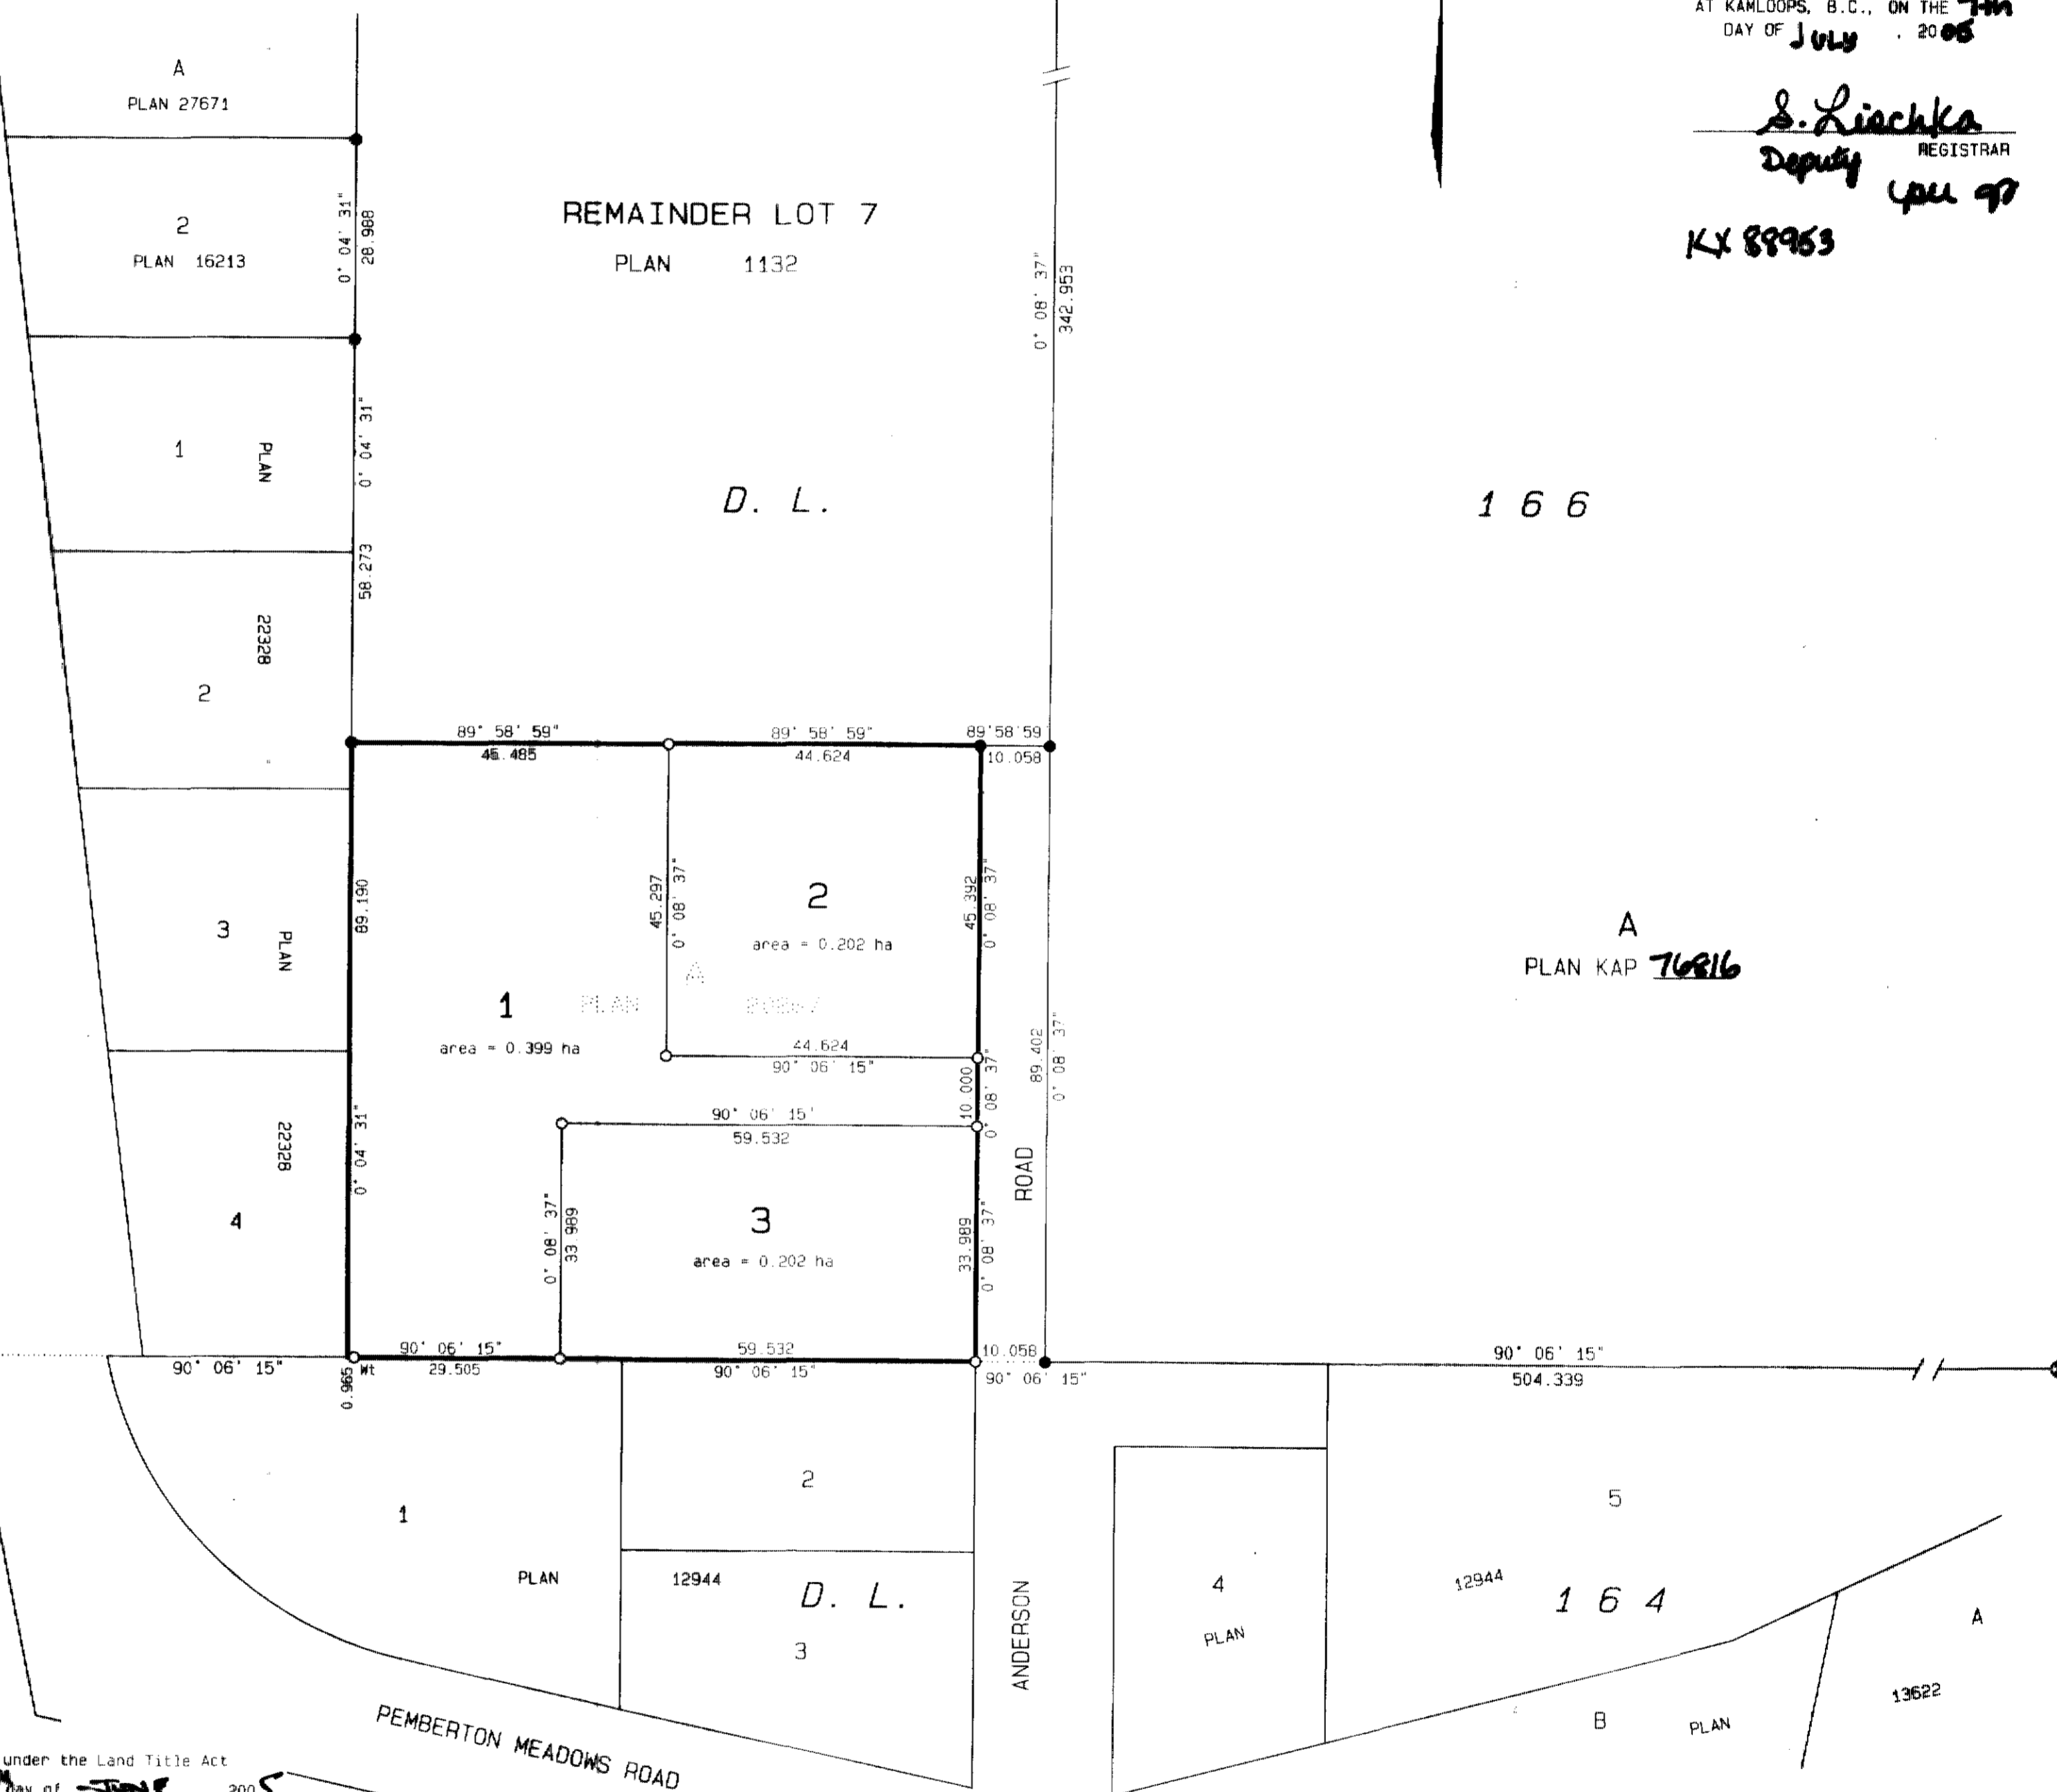 AT KAMLOOPS, B.C., ON THE 7th
DAY OF JULY , 2005
S. Lischka
Deputy REGISTRAR
KX 88953
A
PLAN 27671
2
PLAN 16213
0° 04' 31"
28.988
REMAINDER LOT 7
PLAN 1132
0° 08' 37"
342.953
1
PLAN
0° 04' 31"
D. L.
1 6 6
58.273
22328
2
89° 58' 59"
45.485
89° 58' 59"
44.624
89°58'59
10.058
3
PLAN
89.190
45.297
0° 08' 37"
2
area = 0.202 ha
45.392
0° 08' 37"
A
PLAN KAP 76816
A
1
PLAN
area = 0.399 ha
44.624
90° 06' 15"
10.000
0° 08' 37"
89.402
0° 08' 37"
90° 06' 15'
59.532
4
22328
0° 04' 31"
0° 08' 37"
33.989
3
area = 0.202 ha
33.989
0° 08' 37"
ROAD
90° 06' 15"
0.965 Wt
90° 06' 15"
29.505
59.532
90° 06' 15"
10.058
90° 06' 15"
90° 06' 15"
504.339
1
PLAN
2
12944
D. L.
3
ANDERSON
4
PLAN
5
12944
1 6 4
A
13622
B
PLAN
PEMBERTON MEADOWS ROAD
under the Land Title Act
day of JUNE 2005